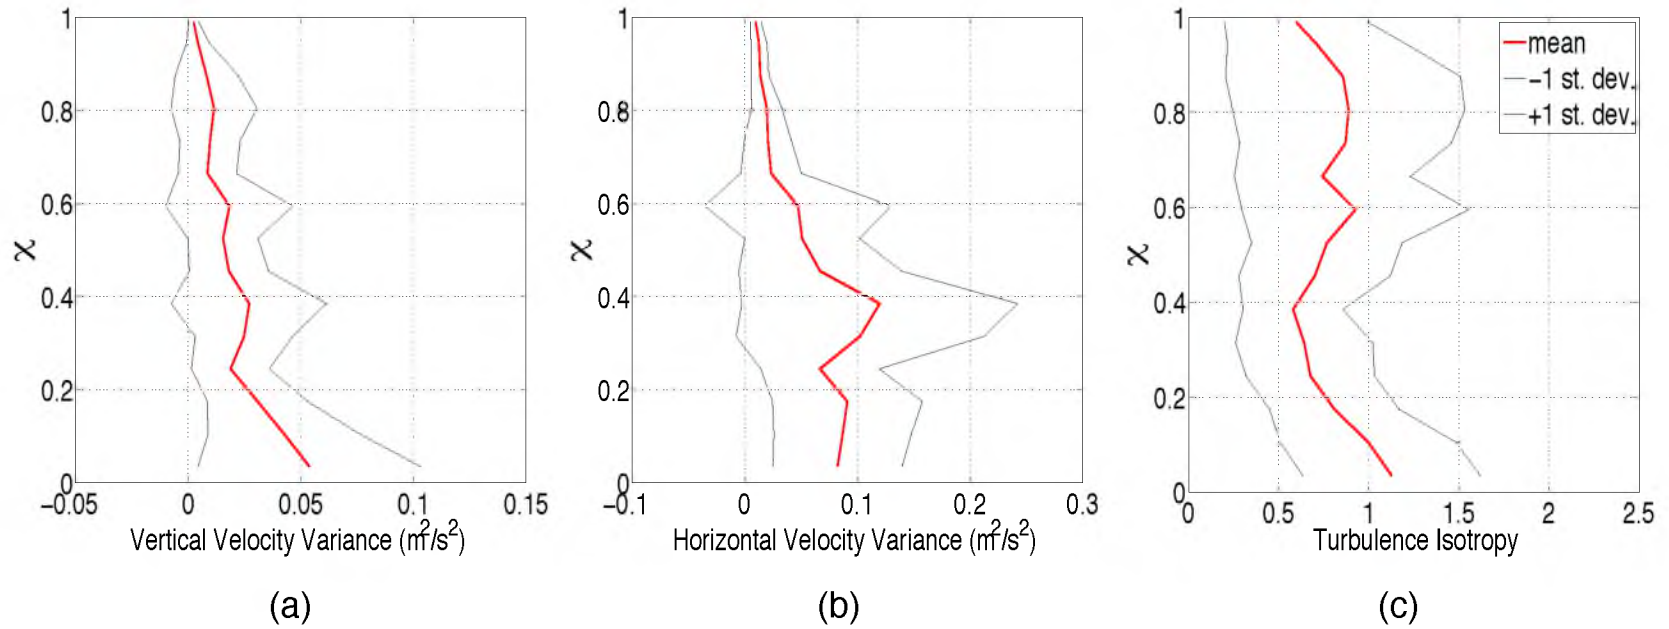 1
0.8
0.6
0.4
0.2
0
χ
−0.05
0
0.05
0.1
0.15
Vertical Velocity Variance (m²/s²)
(a)
1
0.8
0.6
0.4
0.2
0
χ
−0.1
0
0.1
0.2
0.3
Horizontal Velocity Variance (m²/s²)
(b)
1
0.8
0.6
0.4
0.2
0
χ
0
0.5
1
1.5
2
2.5
Turbulence Isotropy
mean
−1 st. dev.
+1 st. dev.
(c)